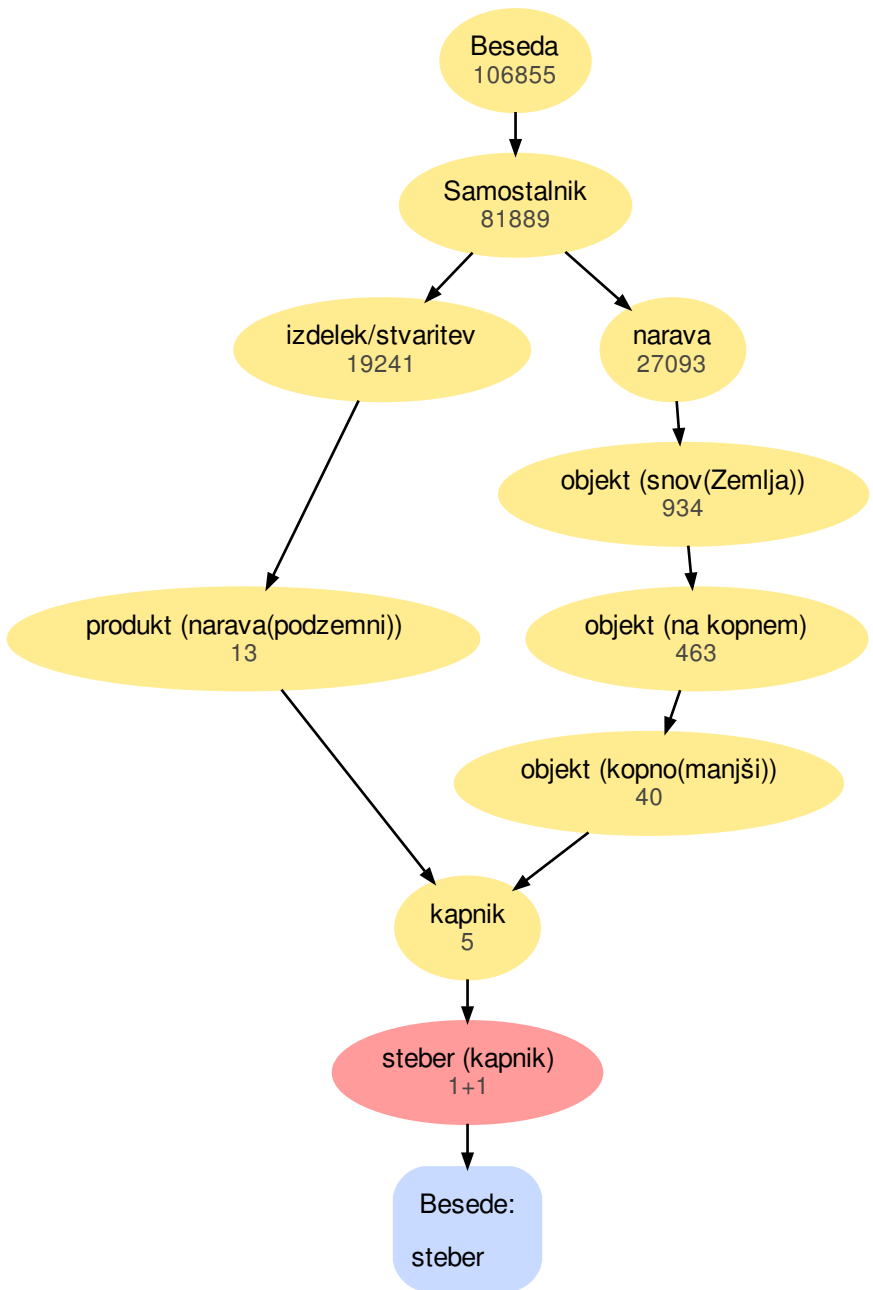 Beseda
106855
Samostalnik
81889
izdelek/stvaritev
19241
narava
27093
objekt (snov(Zemlja))
934
produkt (narava(podzemni))
13
objekt (na kopnem)
463
objekt (kopno(manjši))
40
kapnik
5
steber (kapnik)
1+1
Besede:
steber